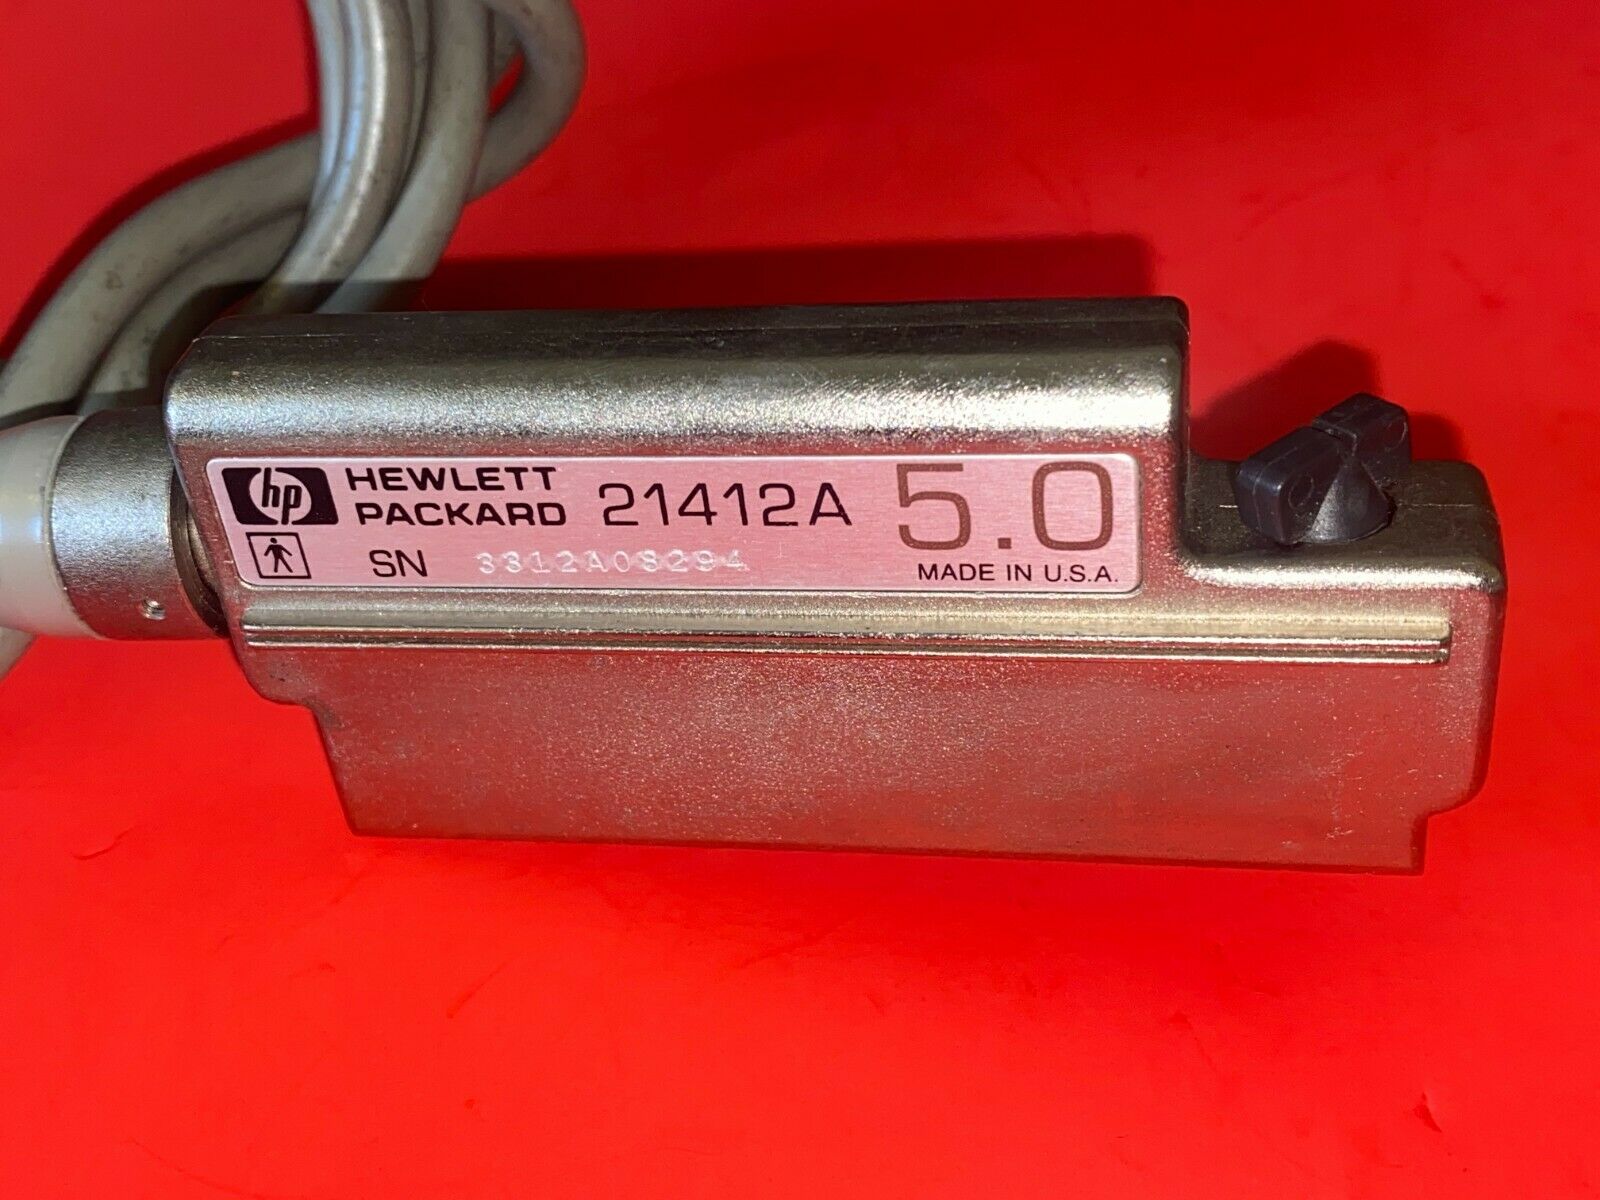 hp HEWLETT PACKARD 21412A 5.0
SN 3312A08294
MADE IN U.S.A.